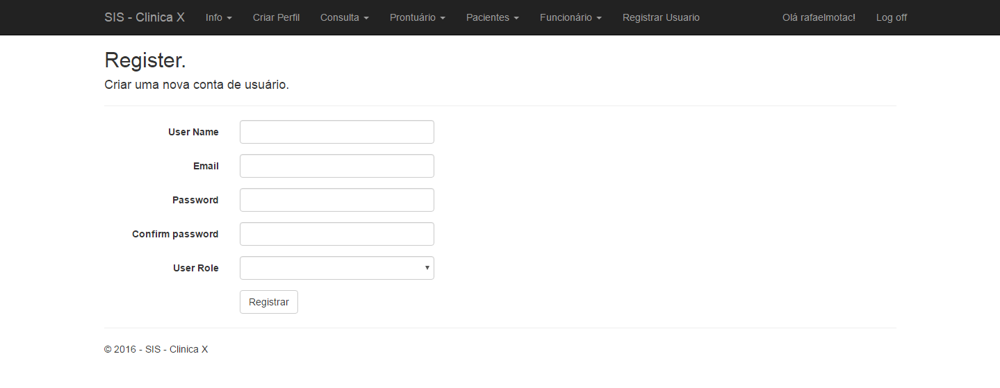 SIS - Clinica X Info Criar Perfil Consulta Prontuário Pacientes Funcionário Registrar Usuario Olá rafaelmotac! Log off
Register.
Criar uma nova conta de usuário.
User Name
Email
Password
Confirm password
User Role
Registrar
© 2016 - SIS - Clinica X